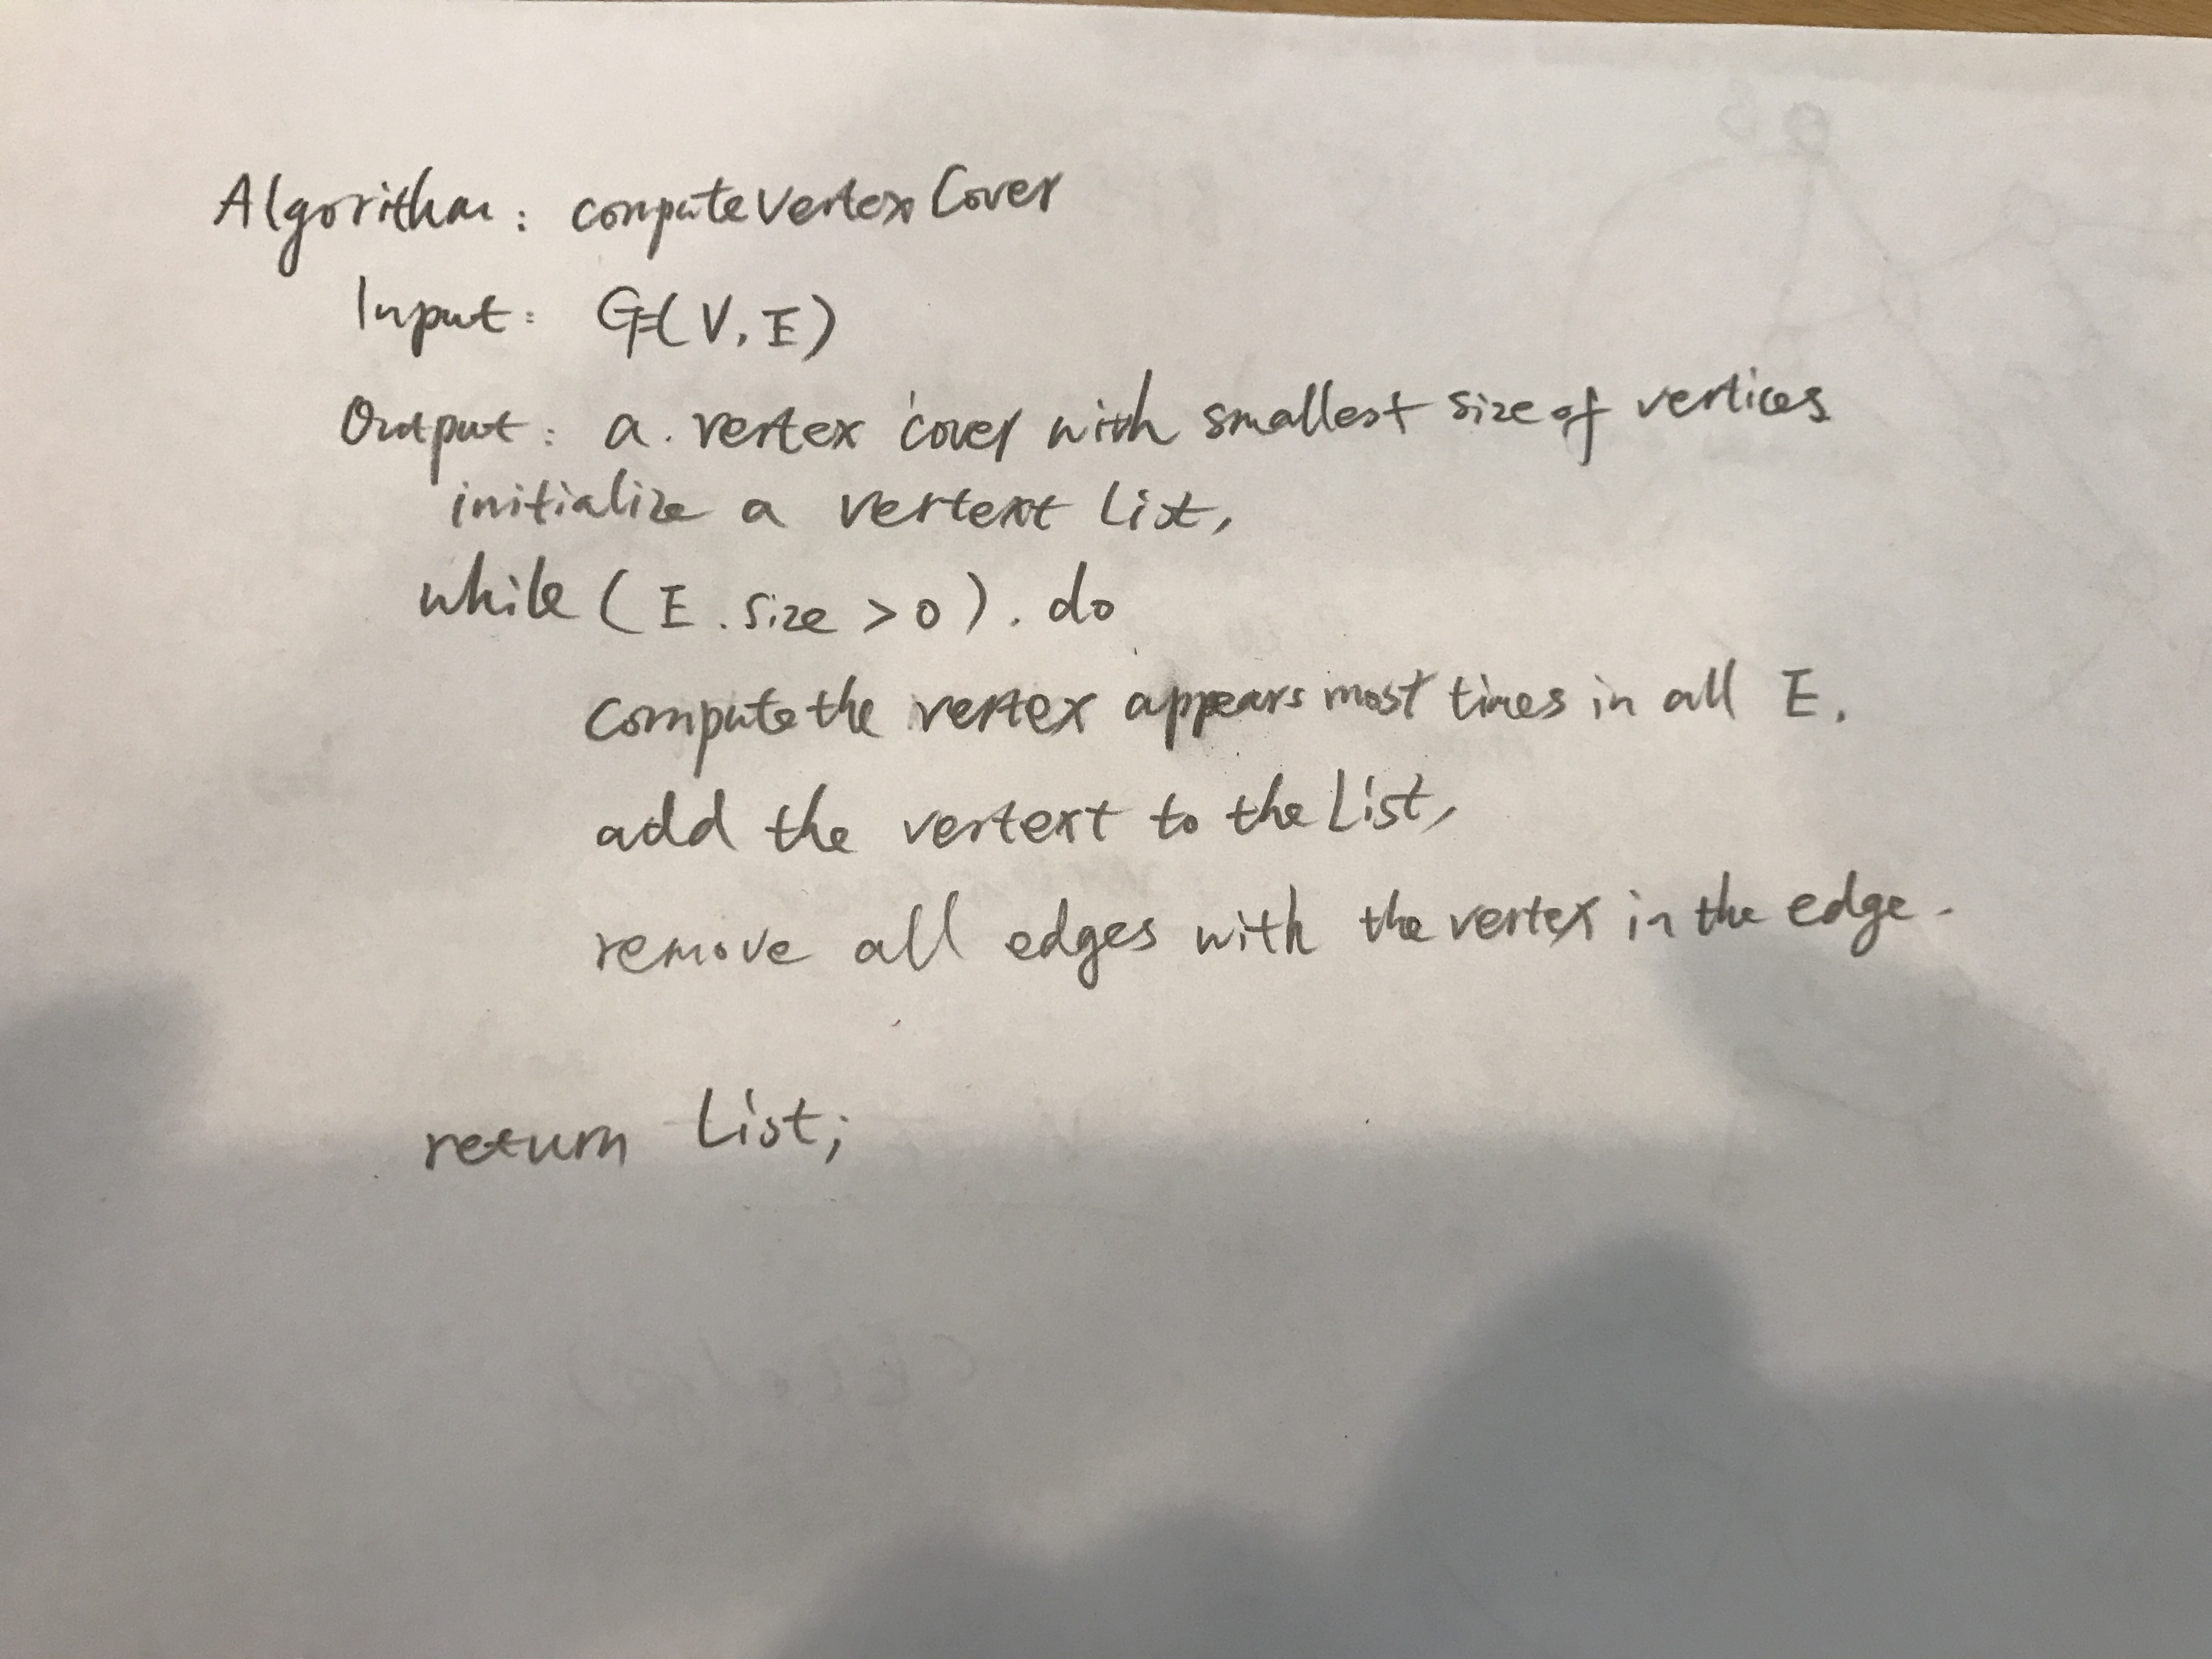 Algorithm: computeVertexCover
Input: G(V, E)
Output: a vertex cover with smallest size of vertices
initialize a vertext List,
while (E.size > 0). do
compute the vertex appears most times in all E,
add the vertext to the List,
remove all edges with the vertex in the edge.
return List;